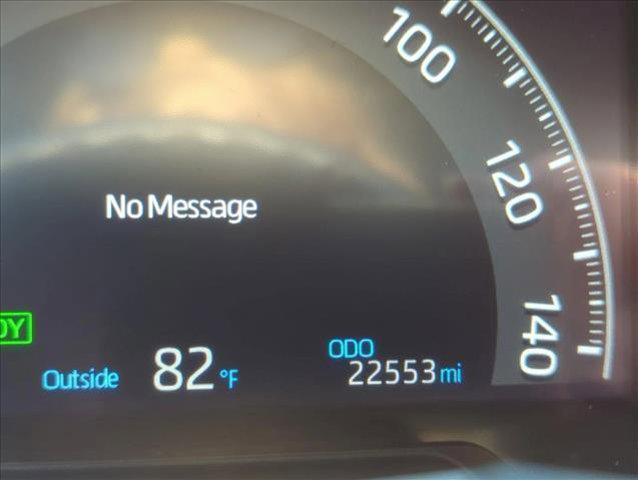 100
120
No Message
140
DY
ODO
Outside 82 °F 22553 mi